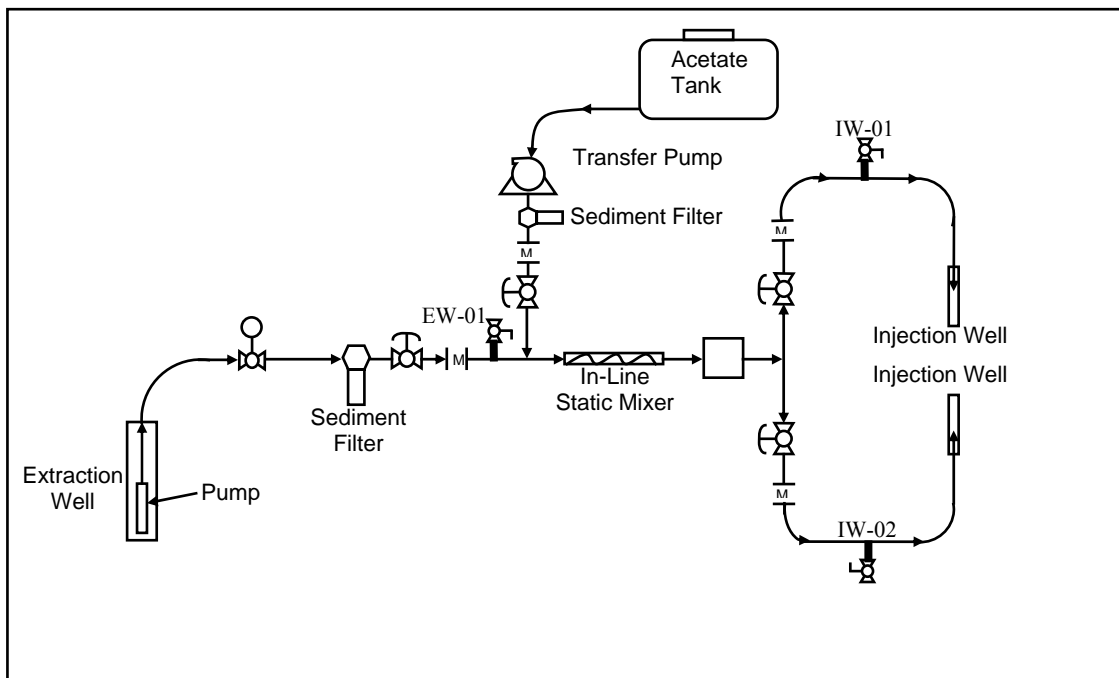 Acetate
Tank
IW-01
Transfer Pump
Sediment Filter
M
M
EW-01
M
Injection Well
Injection Well
In-Line
Static Mixer
Sediment
Filter
Extraction
Well
Pump
M
IW-02